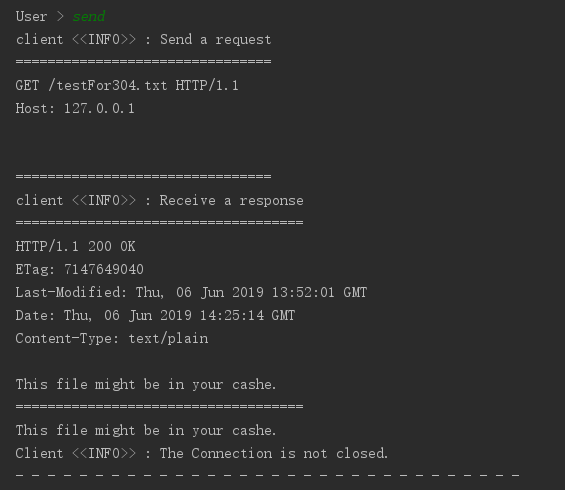 User > send
client <<INFO>> : Send a request
================================
GET /testFor304.txt HTTP/1.1
Host: 127.0.0.1
================================
client <<INFO>> : Receive a response
====================================
HTTP/1.1 200 OK
ETag: 7147649040
Last-Modified: Thu, 06 Jun 2019 13:52:01 GMT
Date: Thu, 06 Jun 2019 14:25:14 GMT
Content-Type: text/plain
This file might be in your cashe.
====================================
This file might be in your cashe.
Client <<INFO>> : The Connection is not closed.
- - - - - - - - - - - - - - - - - - - - - - - - - - - - - - - -